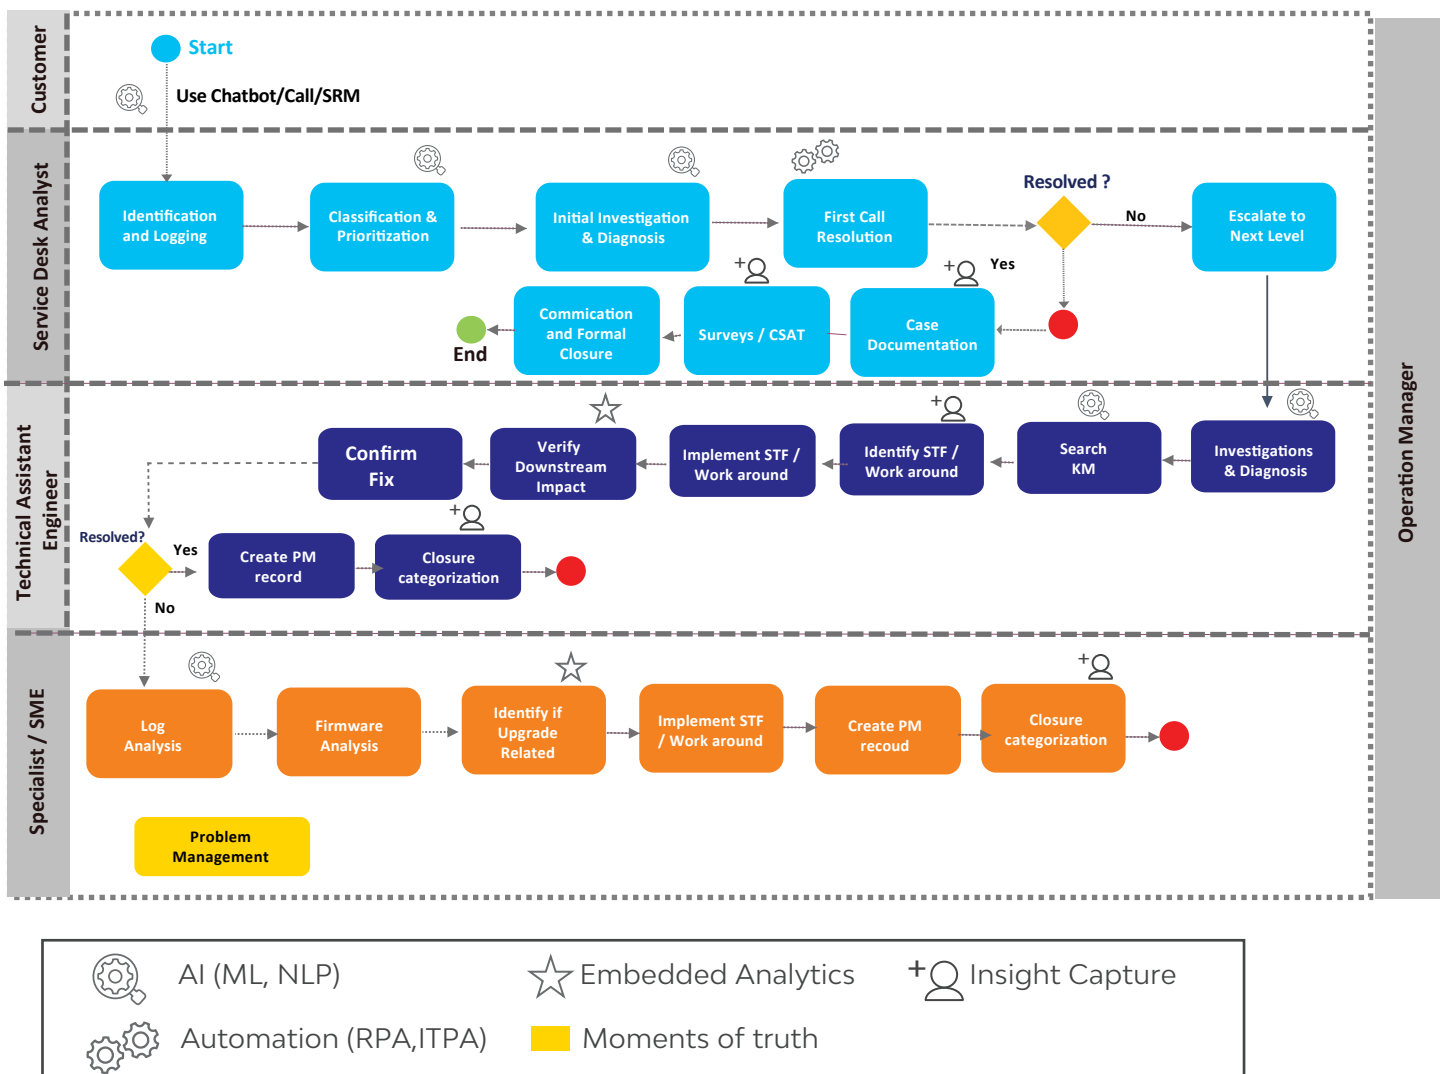 Customer
Start
Use Chatbot/Call/SRM
Service Desk Analyst
Identification
and Logging
Classification &
Prioritization
Initial Investigation
& Diagnosis
First Call
Resolution
Resolved ?
No
Escalate to
Next Level
Yes
End
Commication
and Formal
Closure
Surveys / CSAT
Case
Documentation
Technical Assistant
Engineer
Confirm
Fix
Verify
Downstream
Impact
Implement STF /
Work around
Identify STF /
Work around
Search
KM
Investigations
& Diagnosis
Resolved?
Yes
No
Create PM
record
Closure
categorization
Specialist / SME
Log
Analysis
Firmware
Analysis
Identify if
Upgrade
Related
Implement STF
/ Work around
Create PM
recoud
Closure
categorization
Problem
Management
Operation Manager
AI (ML, NLP)
Embedded Analytics
Insight Capture
Automation (RPA,ITPA)
Moments of truth